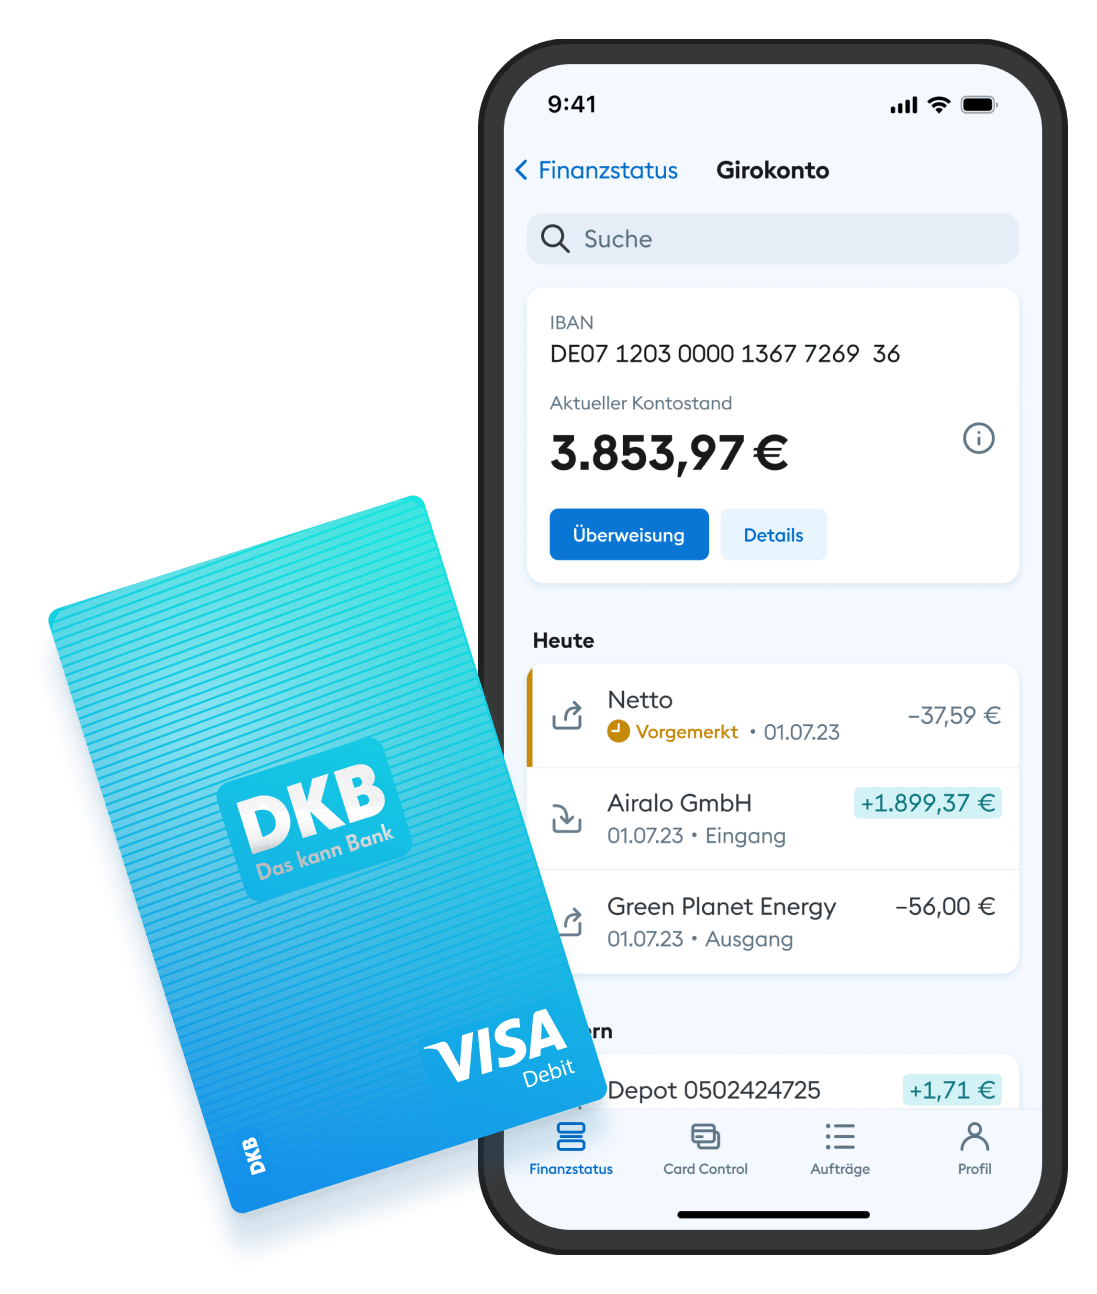 9:41
Finanzstatus Girokonto
Suche
IBAN
DE07 1203 0000 1367 7269 36
Aktueller Kontostand
3.853,97 €
Überweisung Details
Heute
Netto
−37,59 €
Vorgemerkt • 01.07.23
Airalo GmbH
+1.899,37 €
01.07.23 • Eingang
Green Planet Energy
−56,00 €
01.07.23 • Ausgang
Depot 0502424725
+1,71 €
Finanzstatus Card Control Aufträge Profil
DKB
Das kann Bank
VISA
Debit
DKB